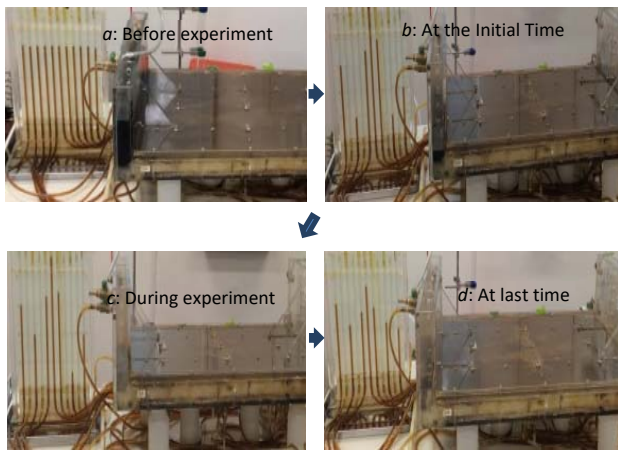 a: Before experiment
b: At the Initial Time
c: During experiment
d: At last time